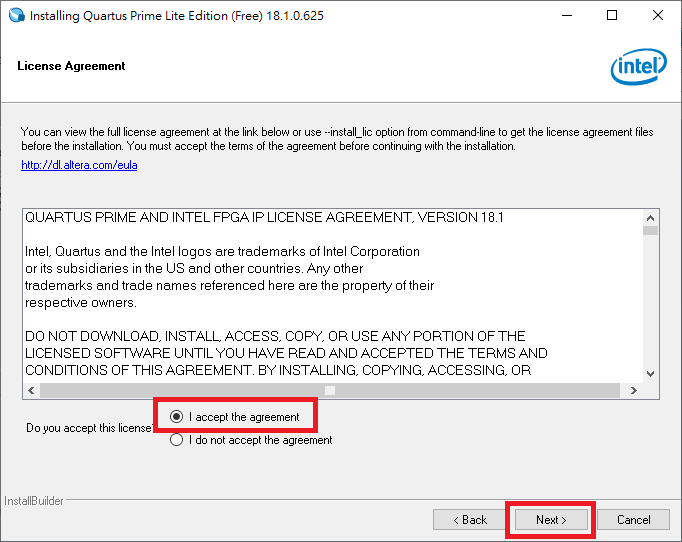 Installing Quartus Prime Lite Edition (Free) 18.1.0.625
License Agreement
intel
You can view the full license agreement at the link below or use --install_lic option from command-line to get the license agreement files
before the installation. You must accept the terms of the agreement before continuing with the installation.
http://dl.altera.com/eula
QUARTUS PRIME AND INTEL FPGA IP LICENSE AGREEMENT, VERSION 18.1
Intel, Quartus and the Intel logos are trademarks of Intel Corporation
or its subsidiaries in the US and other countries. Any other
trademarks and trade names referenced here are the property of their
respective owners.
DO NOT DOWNLOAD, INSTALL, ACCESS, COPY, OR USE ANY PORTION OF THE
LICENSED SOFTWARE UNTIL YOU HAVE READ AND ACCEPTED THE TERMS AND
CONDITIONS OF THIS AGREEMENT. BY INSTALLING, COPYING, ACCESSING, OR
I accept the agreement
Do you accept this license?
I do not accept the agreement
InstallBuilder
< Back
Next >
Cancel